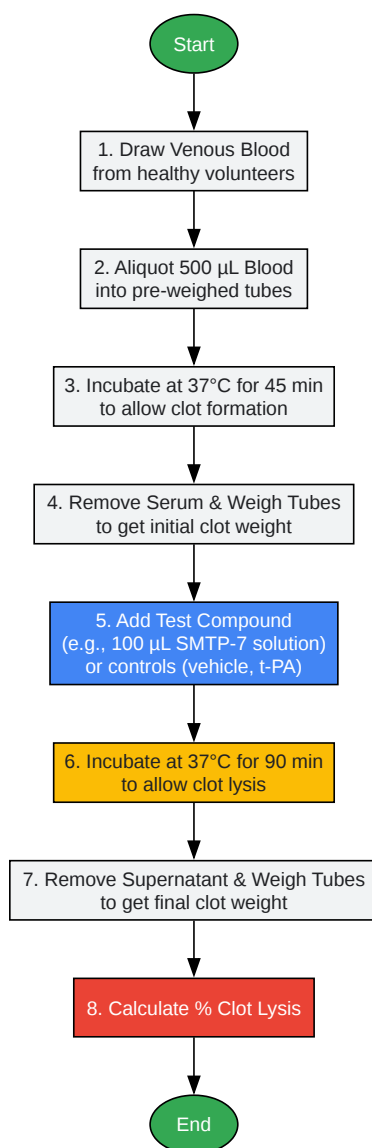 Start
1. Draw Venous Blood
from healthy volunteers
2. Aliquot 500 µL Blood
into pre-weighed tubes
3. Incubate at 37°C for 45 min
to allow clot formation
4. Remove Serum & Weigh Tubes
to get initial clot weight
5. Add Test Compound
(e.g., 100 µL SMTP-7 solution)
or controls (vehicle, t-PA)
6. Incubate at 37°C for 90 min
to allow clot lysis
7. Remove Supernatant & Weigh Tubes
to get final clot weight
8. Calculate % Clot Lysis
End